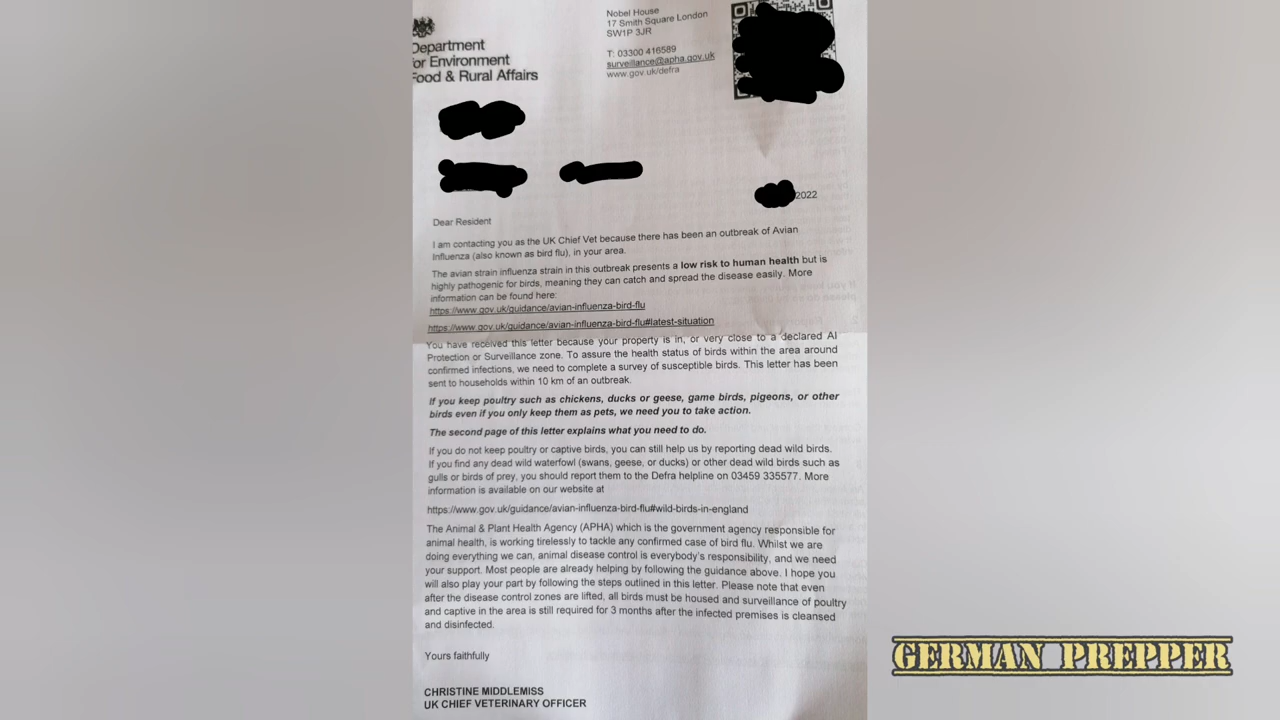 Department
for Environment
Food & Rural Affairs
Nobel House
17 Smith Square London
SW1P 3JR
T: 03300 416589
surveillance@apha.gov.uk
www.gov.uk/defra
2022
Dear Resident
I am contacting you as the UK Chief Vet because there has been an outbreak of Avian
Influenza (also known as bird flu), in your area.
The avian strain influenza strain in this outbreak presents a low risk to human health but is
highly pathogenic for birds, meaning they can catch and spread the disease easily. More
information can be found here:
https://www.gov.uk/guidance/avian-influenza-bird-flu
https://www.gov.uk/guidance/avian-influenza-bird-flu#latest-situation
You have received this letter because your property is in, or very close to a declared AI
Protection or Surveillance zone. To assure the health status of birds within the area around
confirmed infections, we need to complete a survey of susceptible birds. This letter has been
sent to households within 10 km of an outbreak.
If you keep poultry such as chickens, ducks or geese, game birds, pigeons, or other
birds even if you only keep them as pets, we need you to take action.
The second page of this letter explains what you need to do.
If you do not keep poultry or captive birds, you can still help us by reporting dead wild birds.
If you find any dead wild waterfowl (swans, geese, or ducks) or other dead wild birds such as
gulls or birds of prey, you should report them to the Defra helpline on 03459 335577. More
information is available on our website at
https://www.gov.uk/guidance/avian-influenza-bird-flu#wild-birds-in-england
The Animal & Plant Health Agency (APHA) which is the government agency responsible for
animal health, is working tirelessly to tackle any confirmed case of bird flu. Whilst we are
doing everything we can, animal disease control is everybody's responsibility, and we need
your support. Most people are already helping by following the guidance above. I hope you
will also play your part by following the steps outlined in this letter. Please note that even
after the disease control zones are lifted, all birds must be housed and surveillance of poultry
and captive in the area is still required for 3 months after the infected premises is cleansed
and disinfected.
Yours faithfully
CHRISTINE MIDDLEMISS
UK CHIEF VETERINARY OFFICER
GERMAN PREPPER